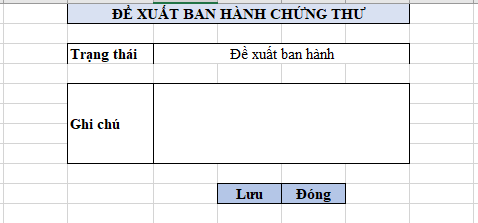 ĐỀ XUẤT BAN HÀNH CHỨNG THƯ
Trạng thái Đề xuất ban hành
Ghi chú
Lưu Đóng